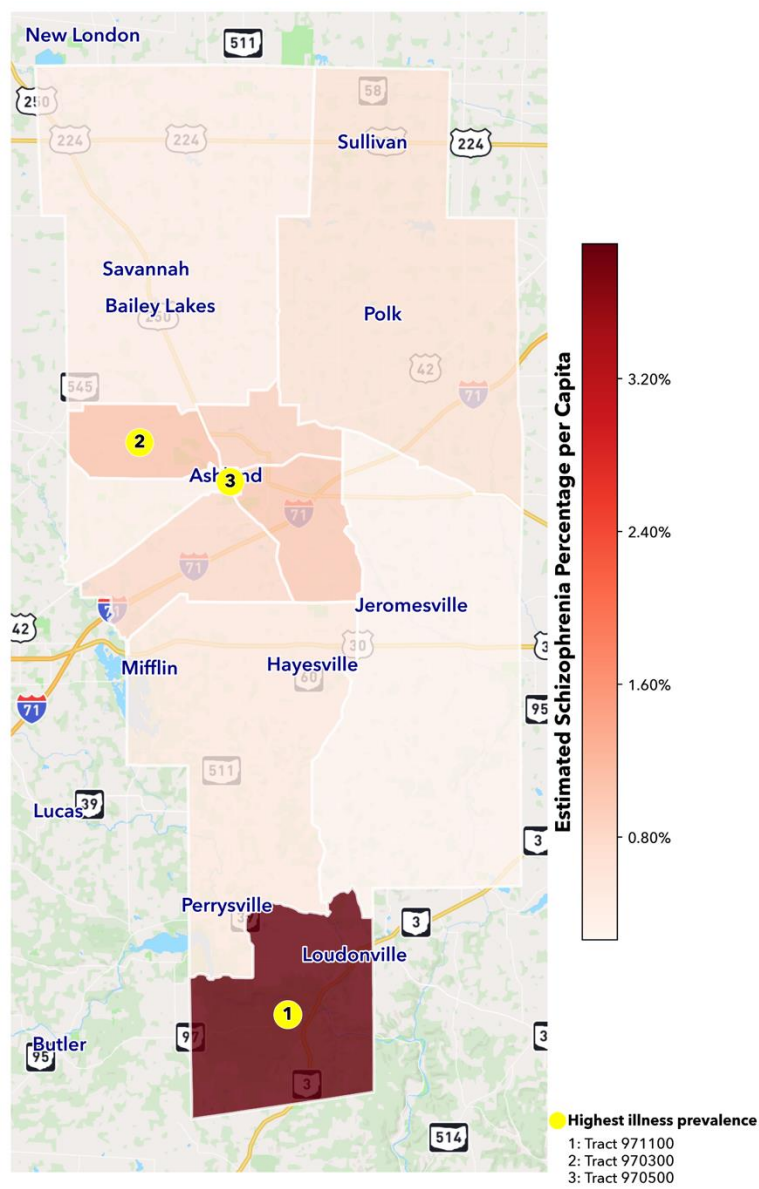 New London
511
250
58
224
224
Sullivan
224
Savannah
Bailey Lakes
250
Polk
42
545
71
2
Ashland
3
71
71
71
Jeromesville
42
30
3
Mifflin
Hayesville
60
71
95
511
Lucas
39
3
Perrysville
3
Loudonville
1
97
3
Butler
95
3
514
Estimated Schizophrenia Percentage per Capita
3.20%
2.40%
1.60%
0.80%
Highest illness prevalence
1: Tract 971100
2: Tract 970300
3: Tract 970500